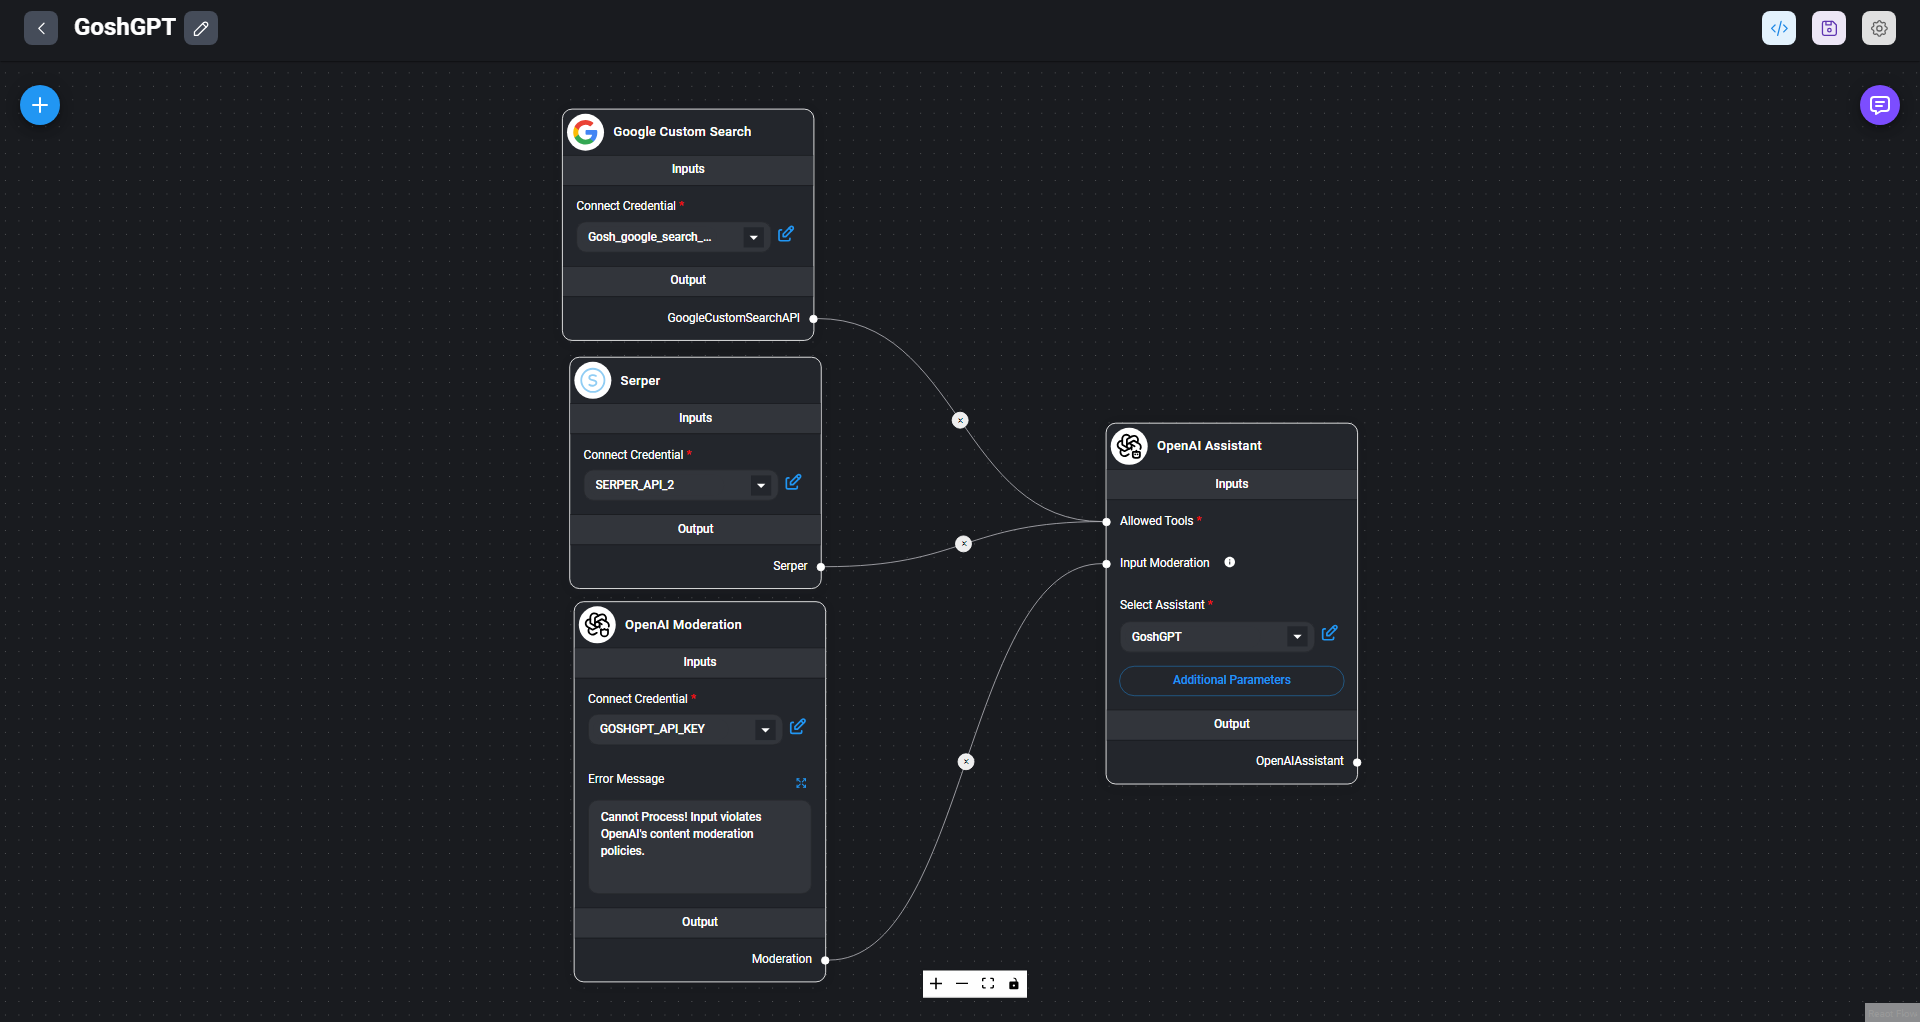 GoshGPT
Google Custom Search
Inputs
Connect Credential *
Gosh_google_search_...
Output
GoogleCustomSearchAPI
Serper
Inputs
Connect Credential *
SERPER_API_2
Output
Serper
OpenAI Moderation
Inputs
Connect Credential *
GOSHGPT_API_KEY
Error Message
Cannot Process! Input violates
OpenAI's content moderation
policies.
Output
Moderation
OpenAI Assistant
Inputs
Allowed Tools *
Input Moderation
Select Assistant *
GoshGPT
Additional Parameters
Output
OpenAIAssistant
React Flow